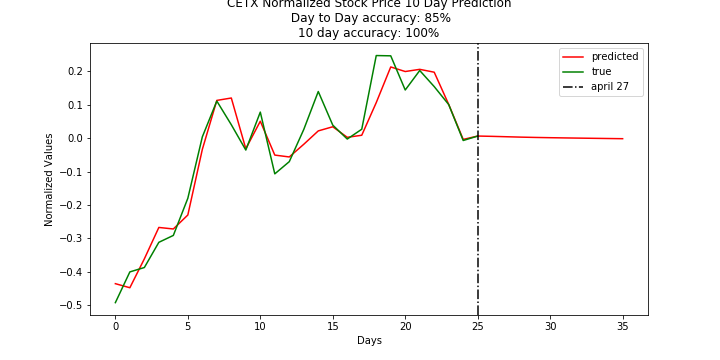 CETX Normalized Stock Price 10 Day Prediction
Day to Day accuracy: 85%
10 day accuracy: 100%
predicted
true
april 27
Normalized Values
0.2
0.1
0.0
−0.1
−0.2
−0.3
−0.4
−0.5
0 5 10 15 20 25 30 35
Days